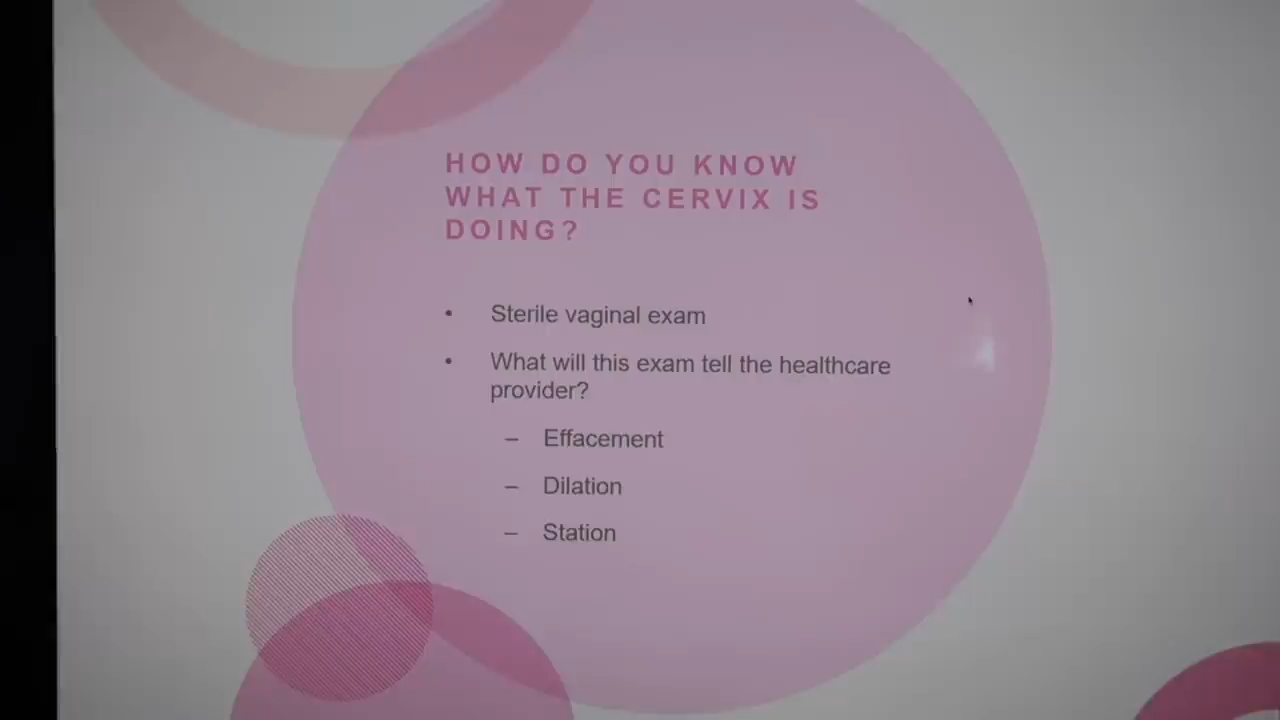 HOW DO YOU KNOW
WHAT THE CERVIX IS
DOING?
• Sterile vaginal exam
• What will this exam tell the healthcare
provider?
– Effacement
– Dilation
– Station